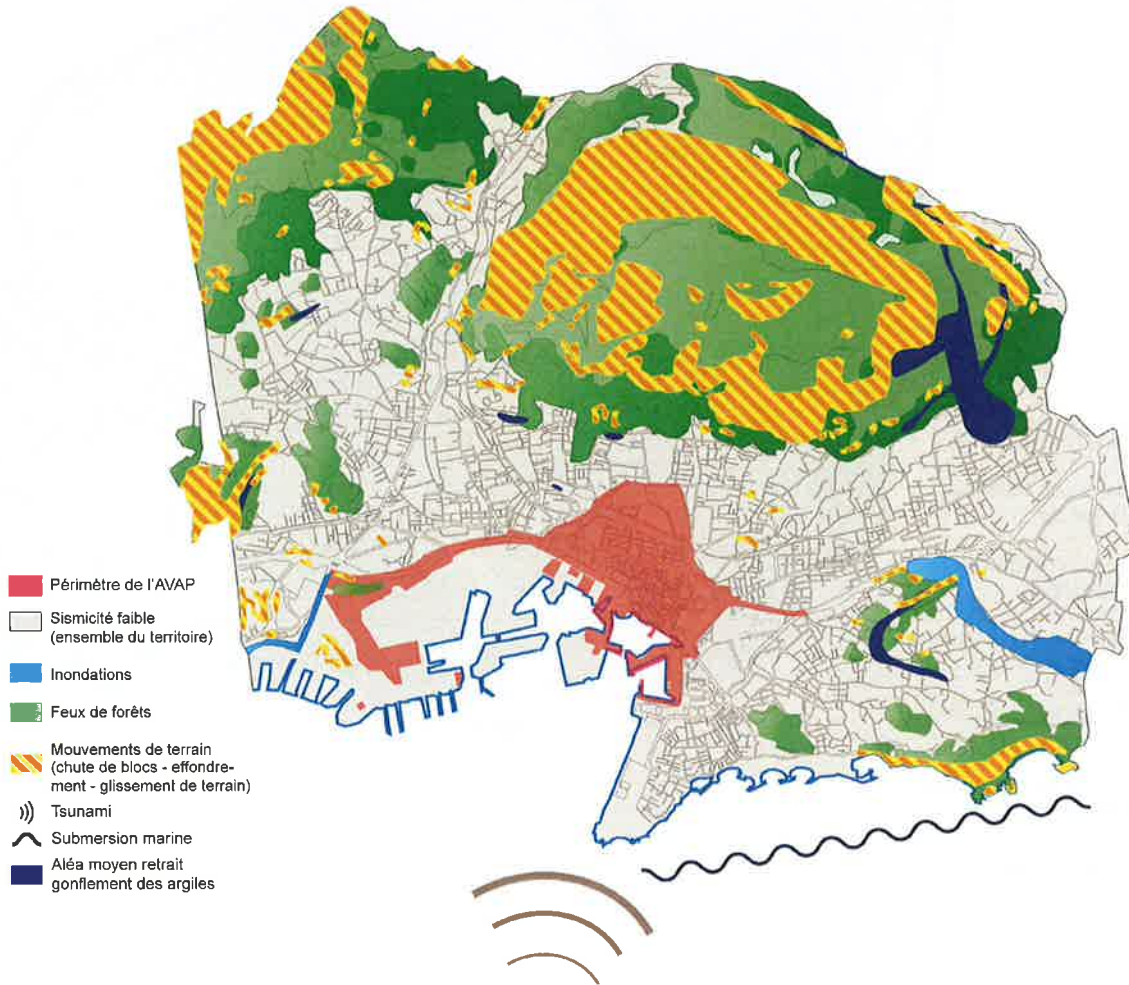 Périmètre de l'AVAP
Sismicité faible
(ensemble du territoire)
Inondations
Feux de forêts
Mouvements de terrain
(chute de blocs - effondre-
ment - glissement de terrain)
Tsunami
Submersion marine
Aléa moyen retrait
gonflement des argiles